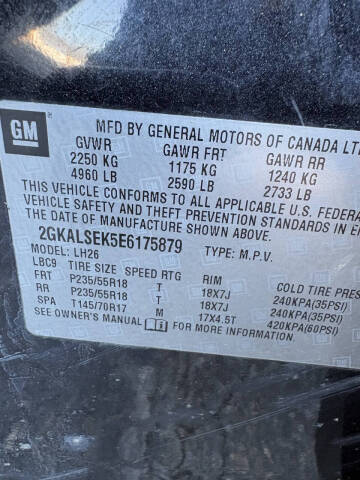 GM
MFD BY GENERAL MOTORS OF CANADA LT
GVWR GAWR FRT GAWR RR
2250 KG 1175 KG 1240 KG
4960 LB 2590 LB 2733 LB
THIS VEHICLE CONFORMS TO ALL APPLICABLE U.S. FEDER
VEHICLE SAFETY AND THEFT PREVENTION STANDARDS IN E
THE DATE OF MANUFACTURE SHOWN ABOVE.
2GKALSEK5E6175879 TYPE: M.P.V.
MODEL: LH26
LBC9 TIRE SIZE SPEED RTG RIM COLD TIRE PRES
FRT P235/55R18 T 18X7J 240KPA(35PSI)
RR P235/55R18 T 18X7J 240KPA(35PSI)
SPA T145/70R17 M 17X4.5T 420KPA(60PSI)
SEE OWNER'S MANUAL FOR MORE INFORMATION.